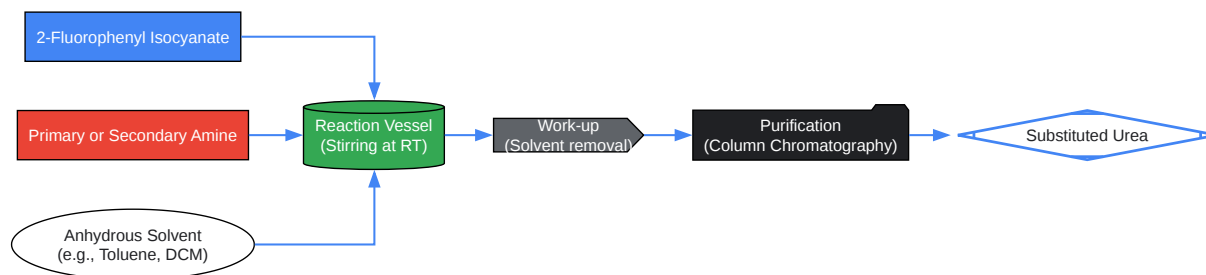 2-Fluorophenyl Isocyanate
Primary or Secondary Amine
Anhydrous Solvent
(e.g., Toluene, DCM)
Reaction Vessel
(Stirring at RT)
Work-up
(Solvent removal)
Purification
(Column Chromatography)
Substituted Urea